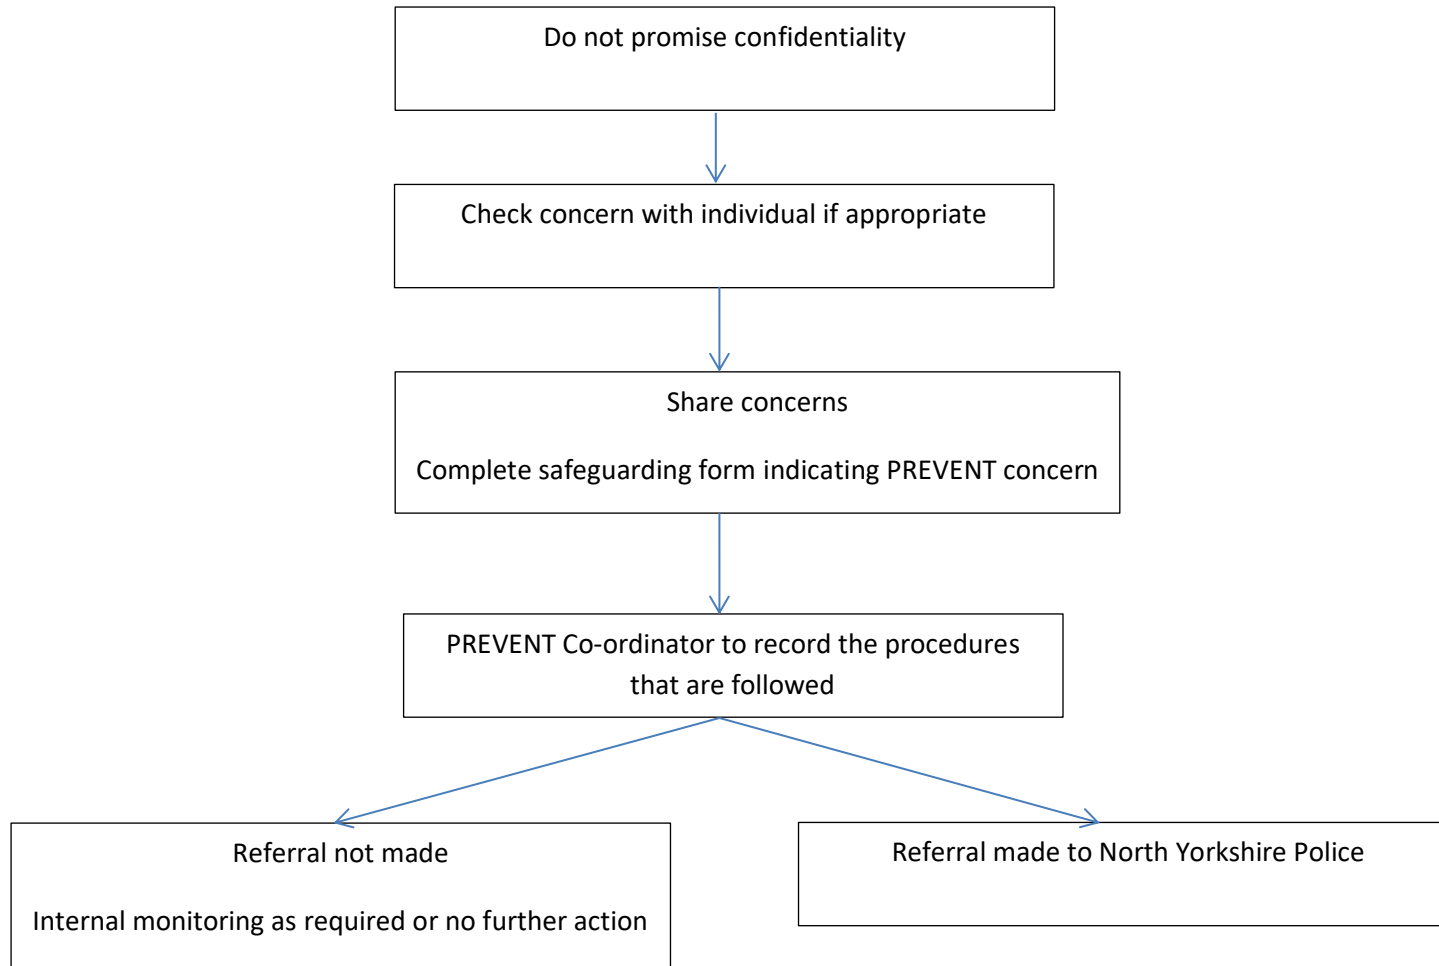 Do not promise confidentiality
Check concern with individual if appropriate
Share concerns
Complete safeguarding form indicating PREVENT concern
PREVENT Co-ordinator to record the procedures
that are followed
Referral not made
Internal monitoring as required or no further action
Referral made to North Yorkshire Police